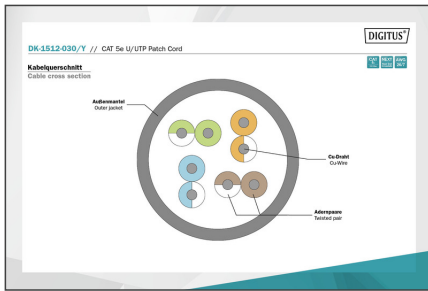 DIGITUS®
DK-1512-030/Y // CAT 5e U/UTP Patch Cord
Kabelquerschnitt
Cable cross section
Außenmantel
Outer jacket
Cu-Draht
Cu-Wire
Adernpaare
Twisted pair